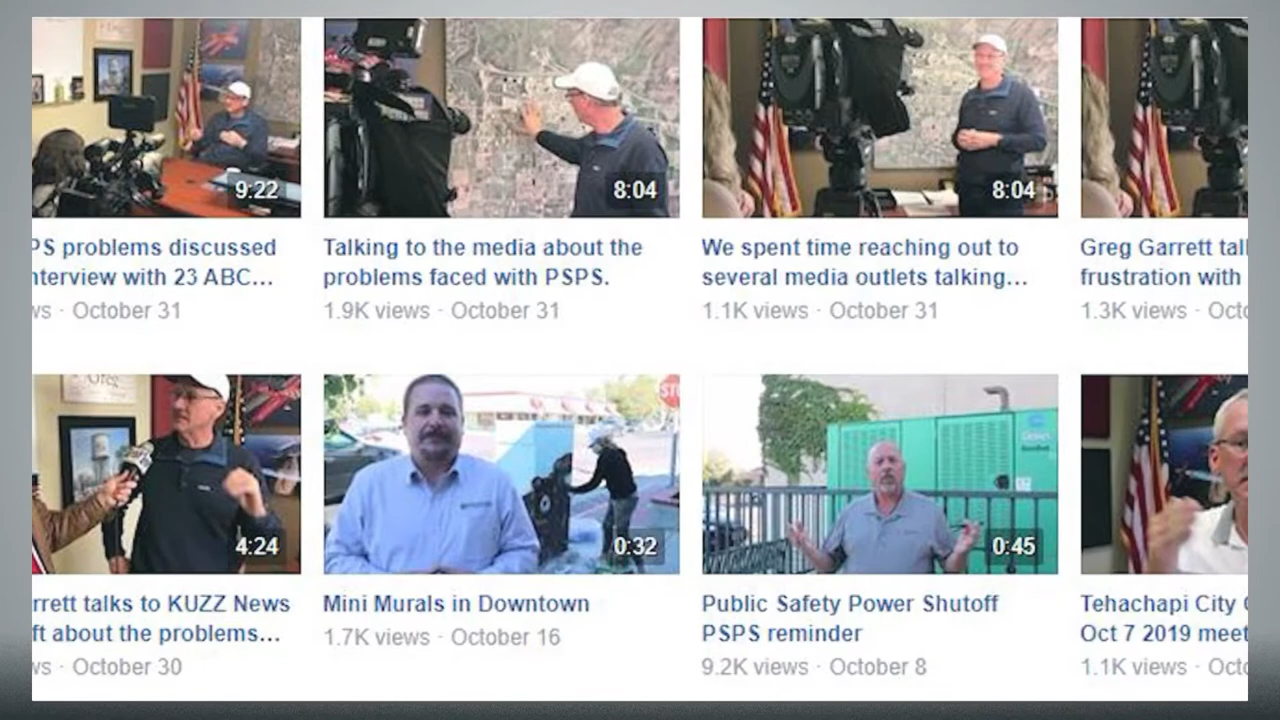 9:22
8:04
8:04
PS problems discussed
nterview with 23 ABC...
ws · October 31
Talking to the media about the
problems faced with PSPS.
1.9K views · October 31
We spent time reaching out to
several media outlets talking...
1.1K views · October 31
Greg Garrett tal
frustration with
1.3K views · Octo
Greg
STO
4:24
0:32
0:45
rrett talks to KUZZ News
ft about the problems...
ws · October 30
Mini Murals in Downtown
1.7K views · October 16
Public Safety Power Shutoff
PSPS reminder
9.2K views · October 8
Tehachapi City C
Oct 7 2019 meet
1.1K views · Octo